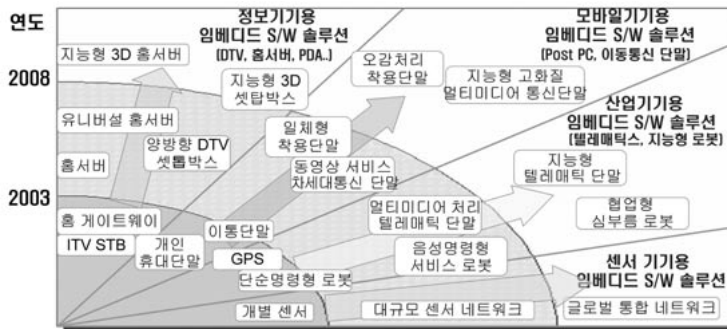 연도
정보기기용
임베디드 S/W 솔루션
(DTV, 홈서버, PDA..)
모바일기기용
임베디드 S/W 솔루션
(Post PC, 이동통신 단말)
지능형 3D 홈서버
2008
지능형 3D
셋탑박스
오감처리
착용단말
지능형 고화질
멀티미디어 통신단말
산업기기용
임베디드 S/W 솔루션
(텔레매틱스, 지능형 로봇)
유니버설 홈서버
양방향 DTV
셋톱박스
일체형
착용단말
홈서버
동영상 서비스
차세대통신 단말
지능형
텔레매틱 단말
2003
홈 게이트웨이
이동단말
멀티미디어 처리
텔레매틱 단말
협업형
심부름 로봇
ITV STB
개인
휴대단말
GPS
음성명령형
서비스 로봇
단순명령형 로봇
센서 기기용
임베디드 S/W 솔루션
개별 센서
대규모 센서 네트워크
글로벌 통합 네트워크